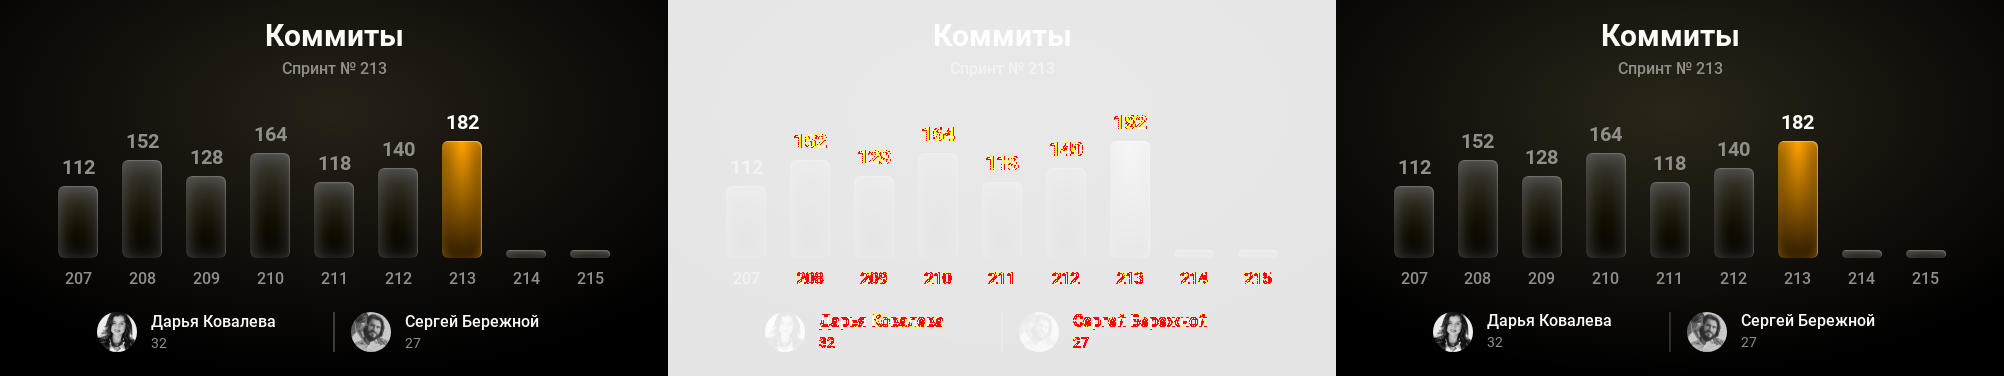 Коммиты
Спринт № 213
112 152 128 164 118 140 182
207 208 209 210 211 212 213 214 215
Дарья Ковалева Сергей Бережной
32 27
Коммиты
Спринт № 213
112 152 128 164 118 140 182
207 208 209 210 211 212 213 214 215
Дарья Ковалева Сергей Бережной
32 27
Коммиты
Спринт № 213
112 152 128 164 118 140 182
207 208 209 210 211 212 213 214 215
Дарья Ковалева Сергей Бережной
32 27